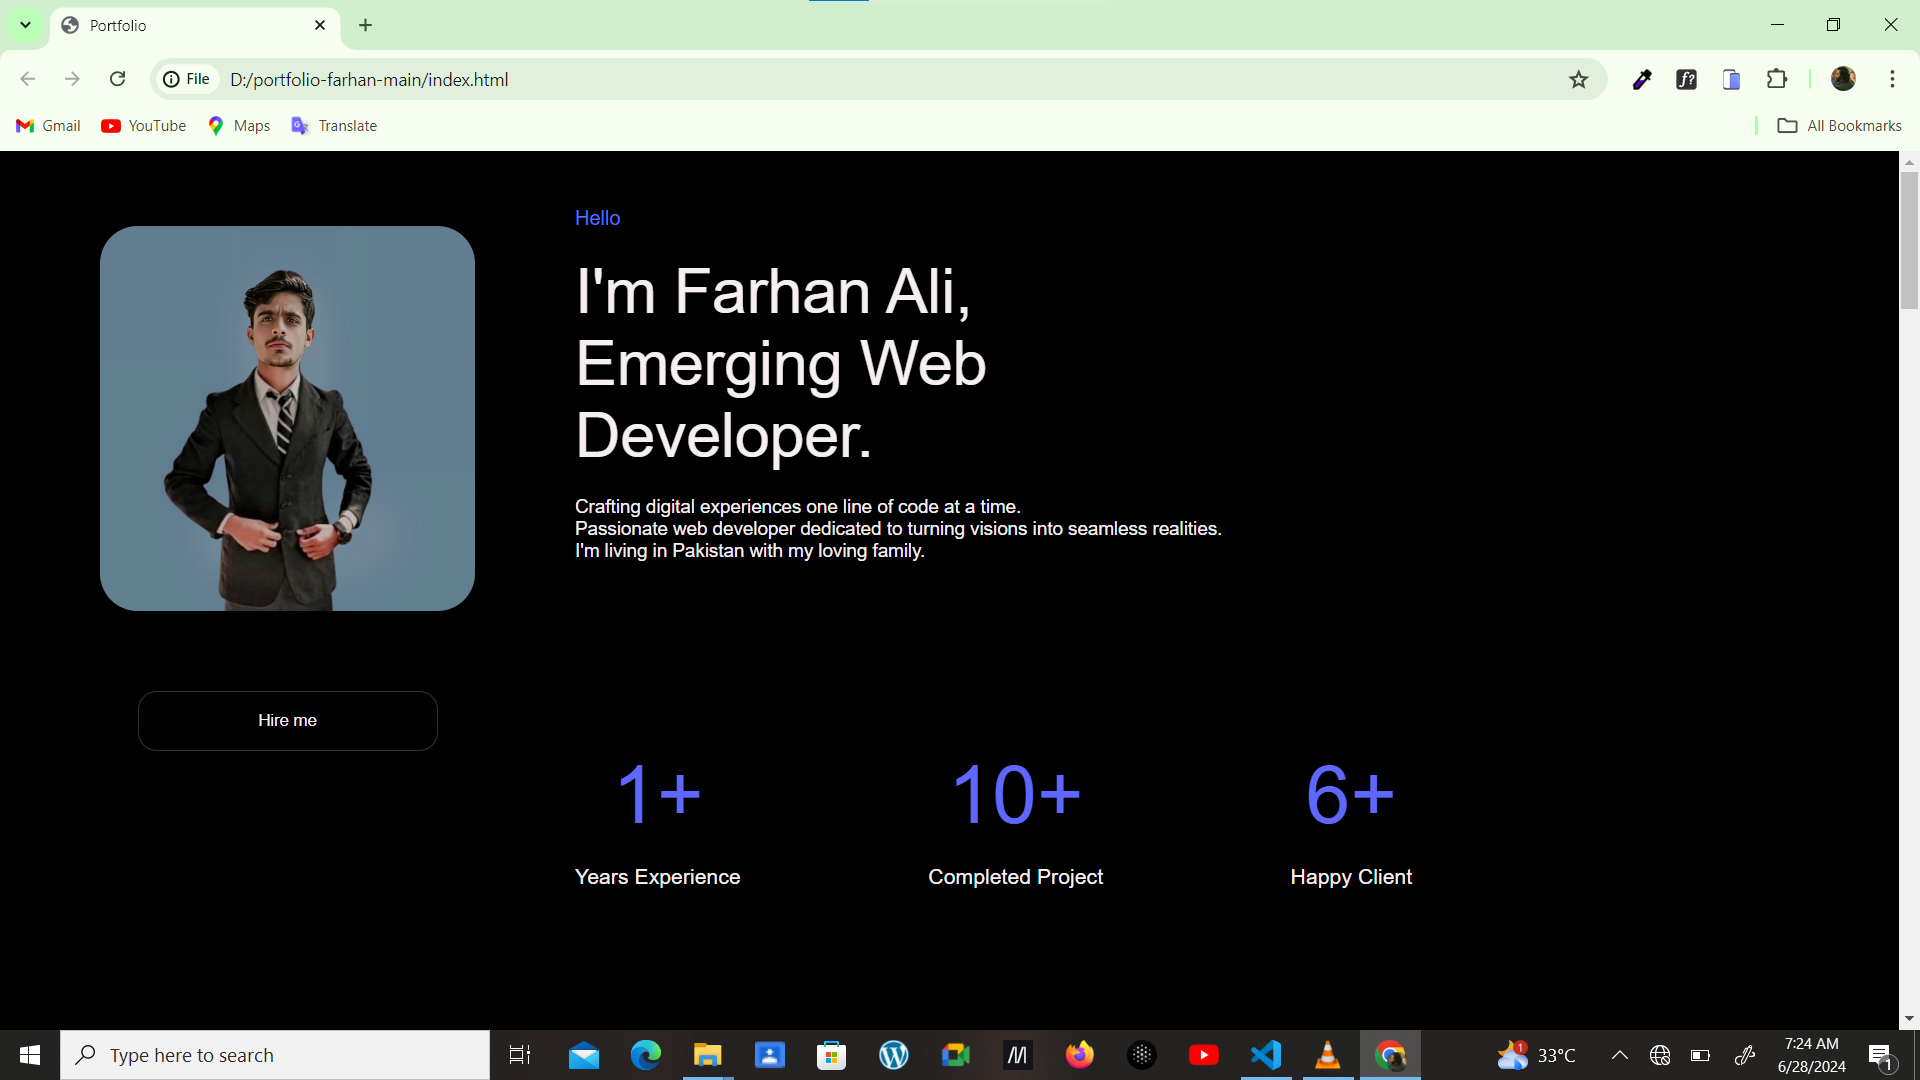 Portfolio
File
D:/portfolio-farhan-main/index.html
f?
Gmail
YouTube
Maps
Translate
All Bookmarks
Hello
I'm Farhan Ali,
Emerging Web
Developer.
Crafting digital experiences one line of code at a time.
Passionate web developer dedicated to turning visions into seamless realities.
I'm living in Pakistan with my loving family.
Hire me
1+
10+
6+
Years Experience
Completed Project
Happy Client
Type here to search
1
33°C
7:24 AM
6/28/2024
1